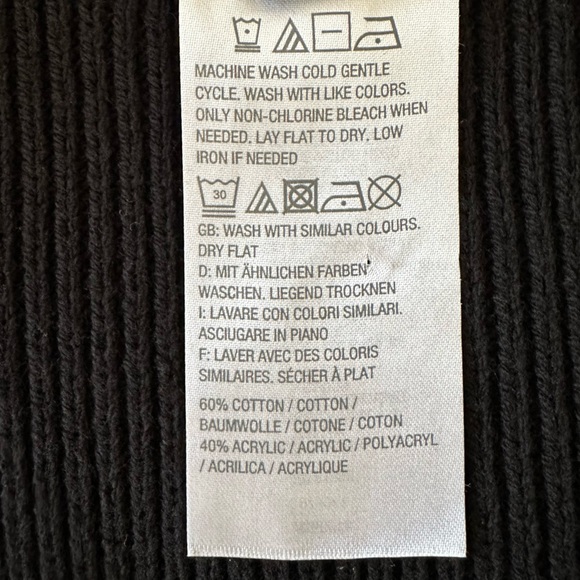 MACHINE WASH COLD GENTLE
CYCLE. WASH WITH LIKE COLORS.
ONLY NON-CHLORINE BLEACH WHEN
NEEDED. LAY FLAT TO DRY. LOW
IRON IF NEEDED
30
GB: WASH WITH SIMILAR COLOURS.
DRY FLAT
D: MIT ÄHNLICHEN FARBEN
WASCHEN. LIEGEND TROCKNEN
I: LAVARE CON COLORI SIMILARI.
ASCIUGARE IN PIANO
F: LAVER AVEC DES COLORIS
SIMILAIRES. SÉCHER À PLAT
60% COTTON / COTTON /
BAUMWOLLE / COTONE / COTON
40% ACRYLIC / ACRYLIC / POLYACRYL
/ ACRILICA / ACRYLIQUE